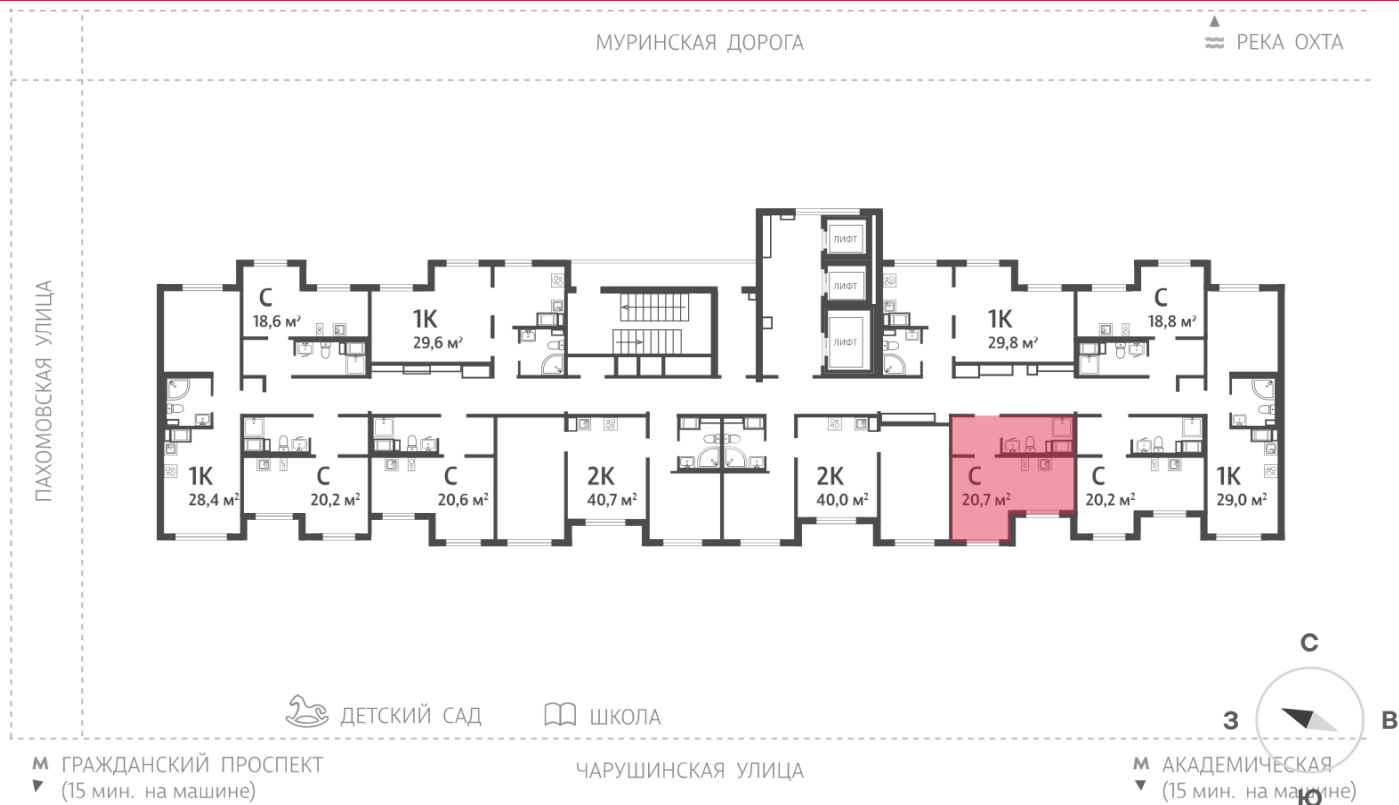 МУРИНСКАЯ ДОРОГА
РЕКА ОХТА
ПАХОМОВСКАЯ УЛИЦА
ЛИФТ
ЛИФТ
ЛИФТ
С
18,6 м²
1К
29,6 м²
1К
29,8 м²
С
18,8 м²
1К
28,4 м²
С
20,2 м²
С
20,6 м²
2К
40,7 м²
2К
40,0 м²
С
20,7 м²
С
20,2 м²
1К
29,0 м²
ДЕТСКИЙ САД
ШКОЛА
С
З
В
Ю
М ГРАЖДАНСКИЙ ПРОСПЕКТ
(15 мин. на машине)
ЧАРУШИНСКАЯ УЛИЦА
М АКАДЕМИЧЕСКАЯ
(15 мин. на машине)